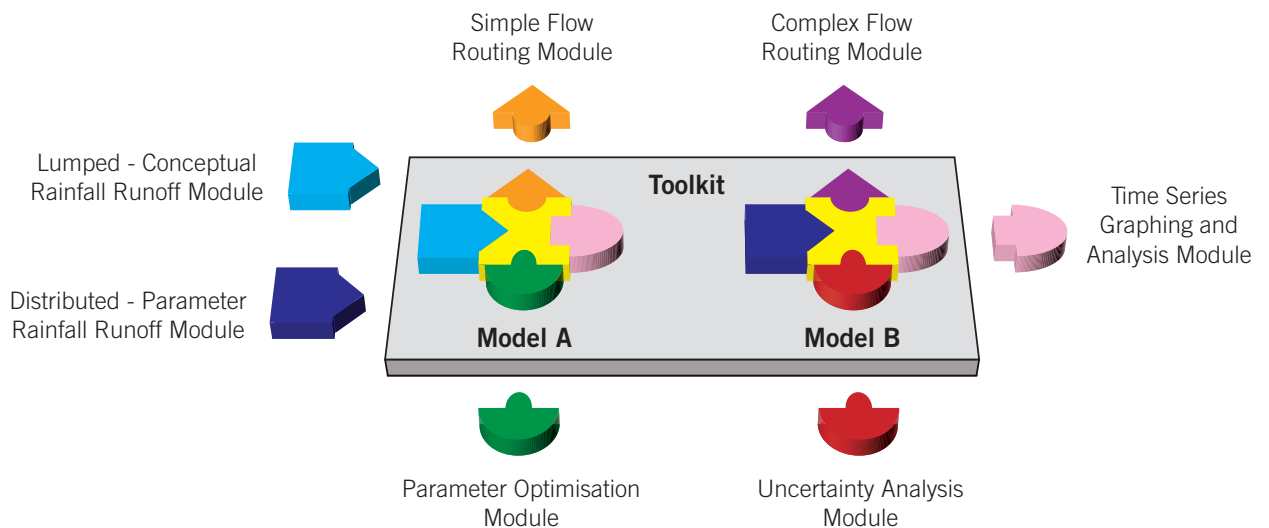 Simple Flow
Routing Module
Complex Flow
Routing Module
Lumped - Conceptual
Rainfall Runoff Module
Toolkit
Time Series
Graphing and
Analysis Module
Distributed - Parameter
Rainfall Runoff Module
Model A
Model B
Parameter Optimisation
Module
Uncertainty Analysis
Module